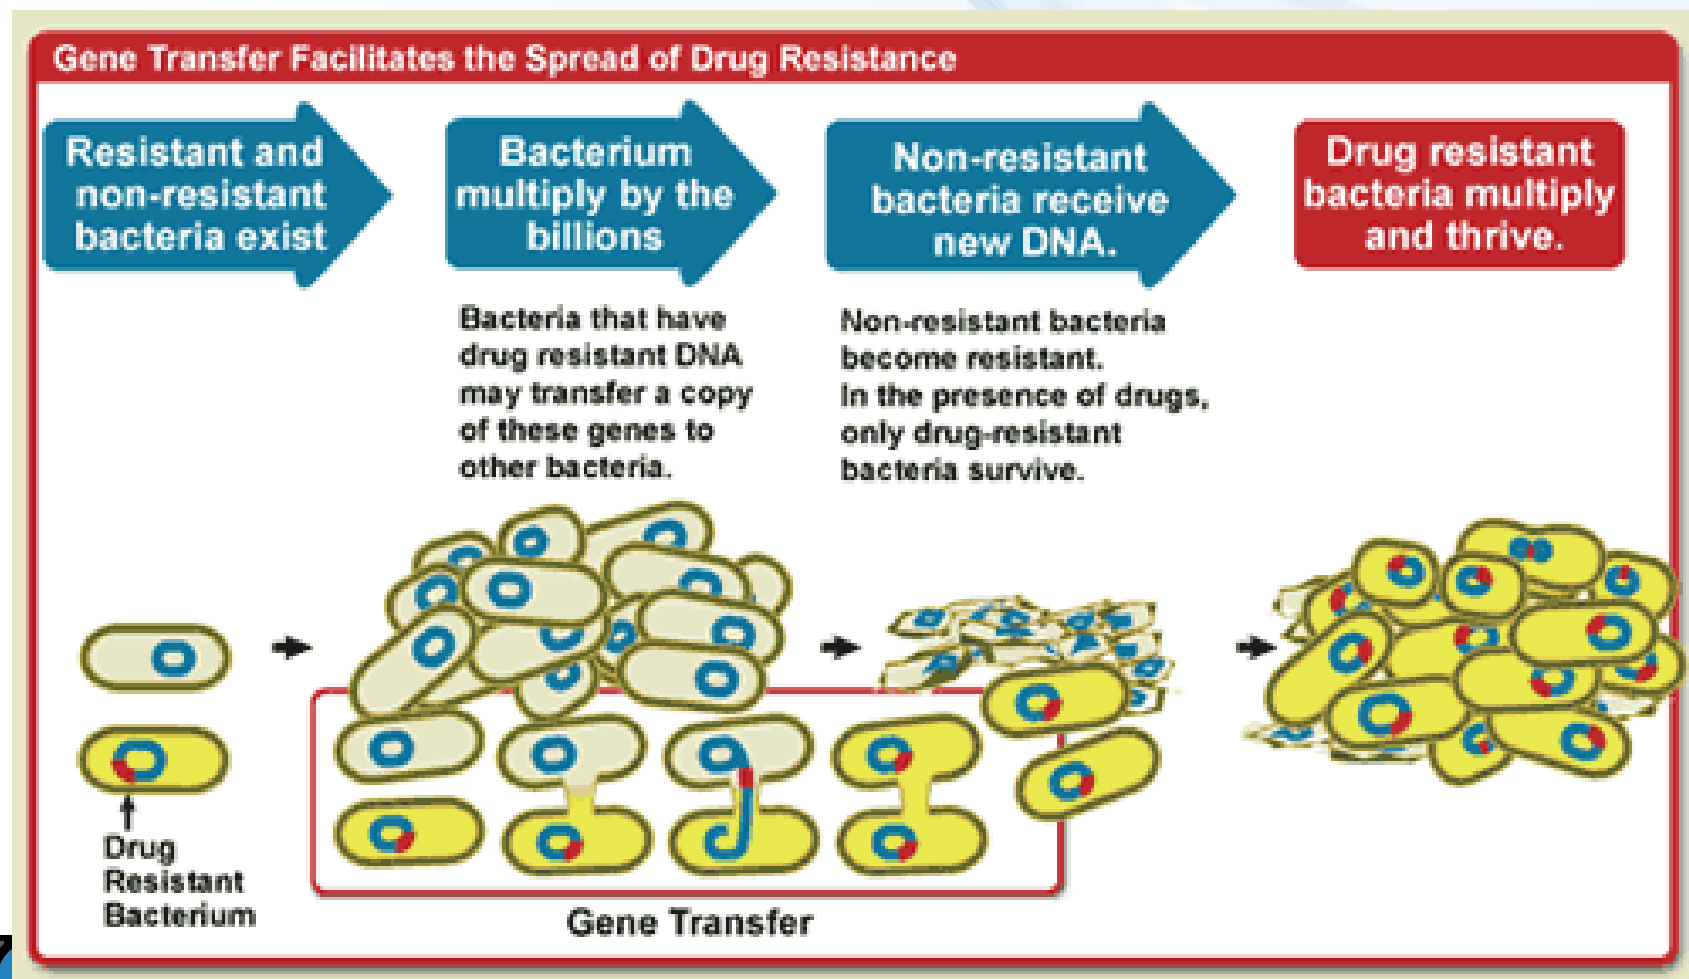 Gene Transfer Facilitates the Spread of Drug Resistance
Resistant and
non-resistant
bacteria exist
Bacterium
multiply by the
billions
Non-resistant
bacteria receive
new DNA.
Drug resistant
bacteria multiply
and thrive.
Bacteria that have
drug resistant DNA
may transfer a copy
of these genes to
other bacteria.
Non-resistant bacteria
become resistant.
In the presence of drugs,
only drug-resistant
bacteria survive.
Drug
Resistant
Bacterium
Gene Transfer